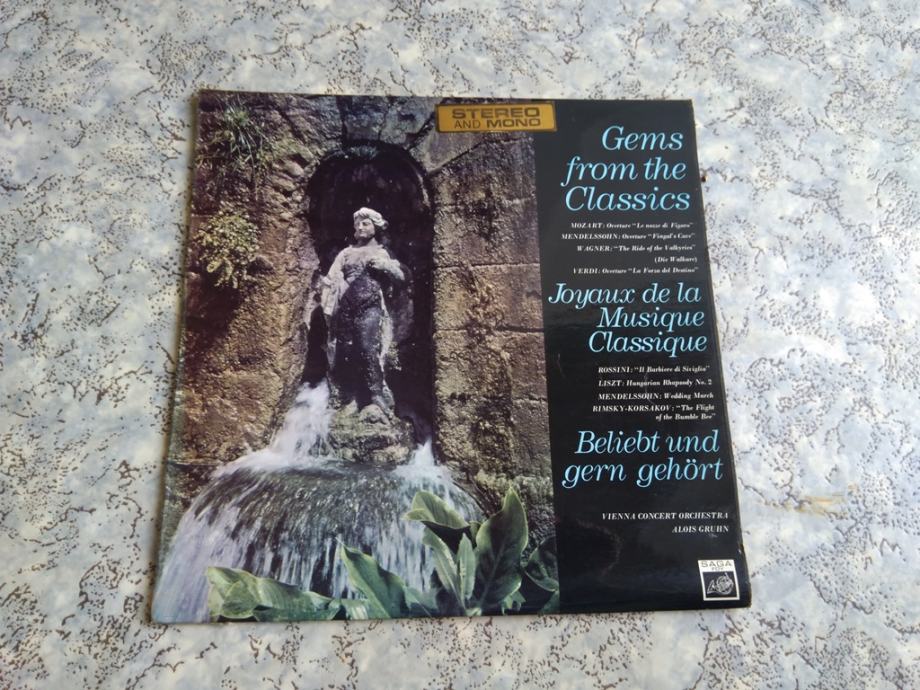 STEREO
AND MONO
Gems
from the
Classics
MOZART: Overture "Le nozze di Figaro"
MENDELSSOHN: Overture "Fingal's Cave"
WAGNER: "The Ride of the Valkyries"
(Die Walkure)
VERDI: Overture "La Forza del Destino"
Joyaux de la
Musique
Classique
ROSSINI: "Il Barbiere di Siviglia"
LISZT: Hungarian Rhapsody No. 2
MENDELSSOHN: Wedding March
RIMSKY-KORSAKOV: "The Flight
of the Bumble Bee"
Beliebt und
gern gehört
VIENNA CONCERT ORCHESTRA
ALOIS GRUHN
SAGA